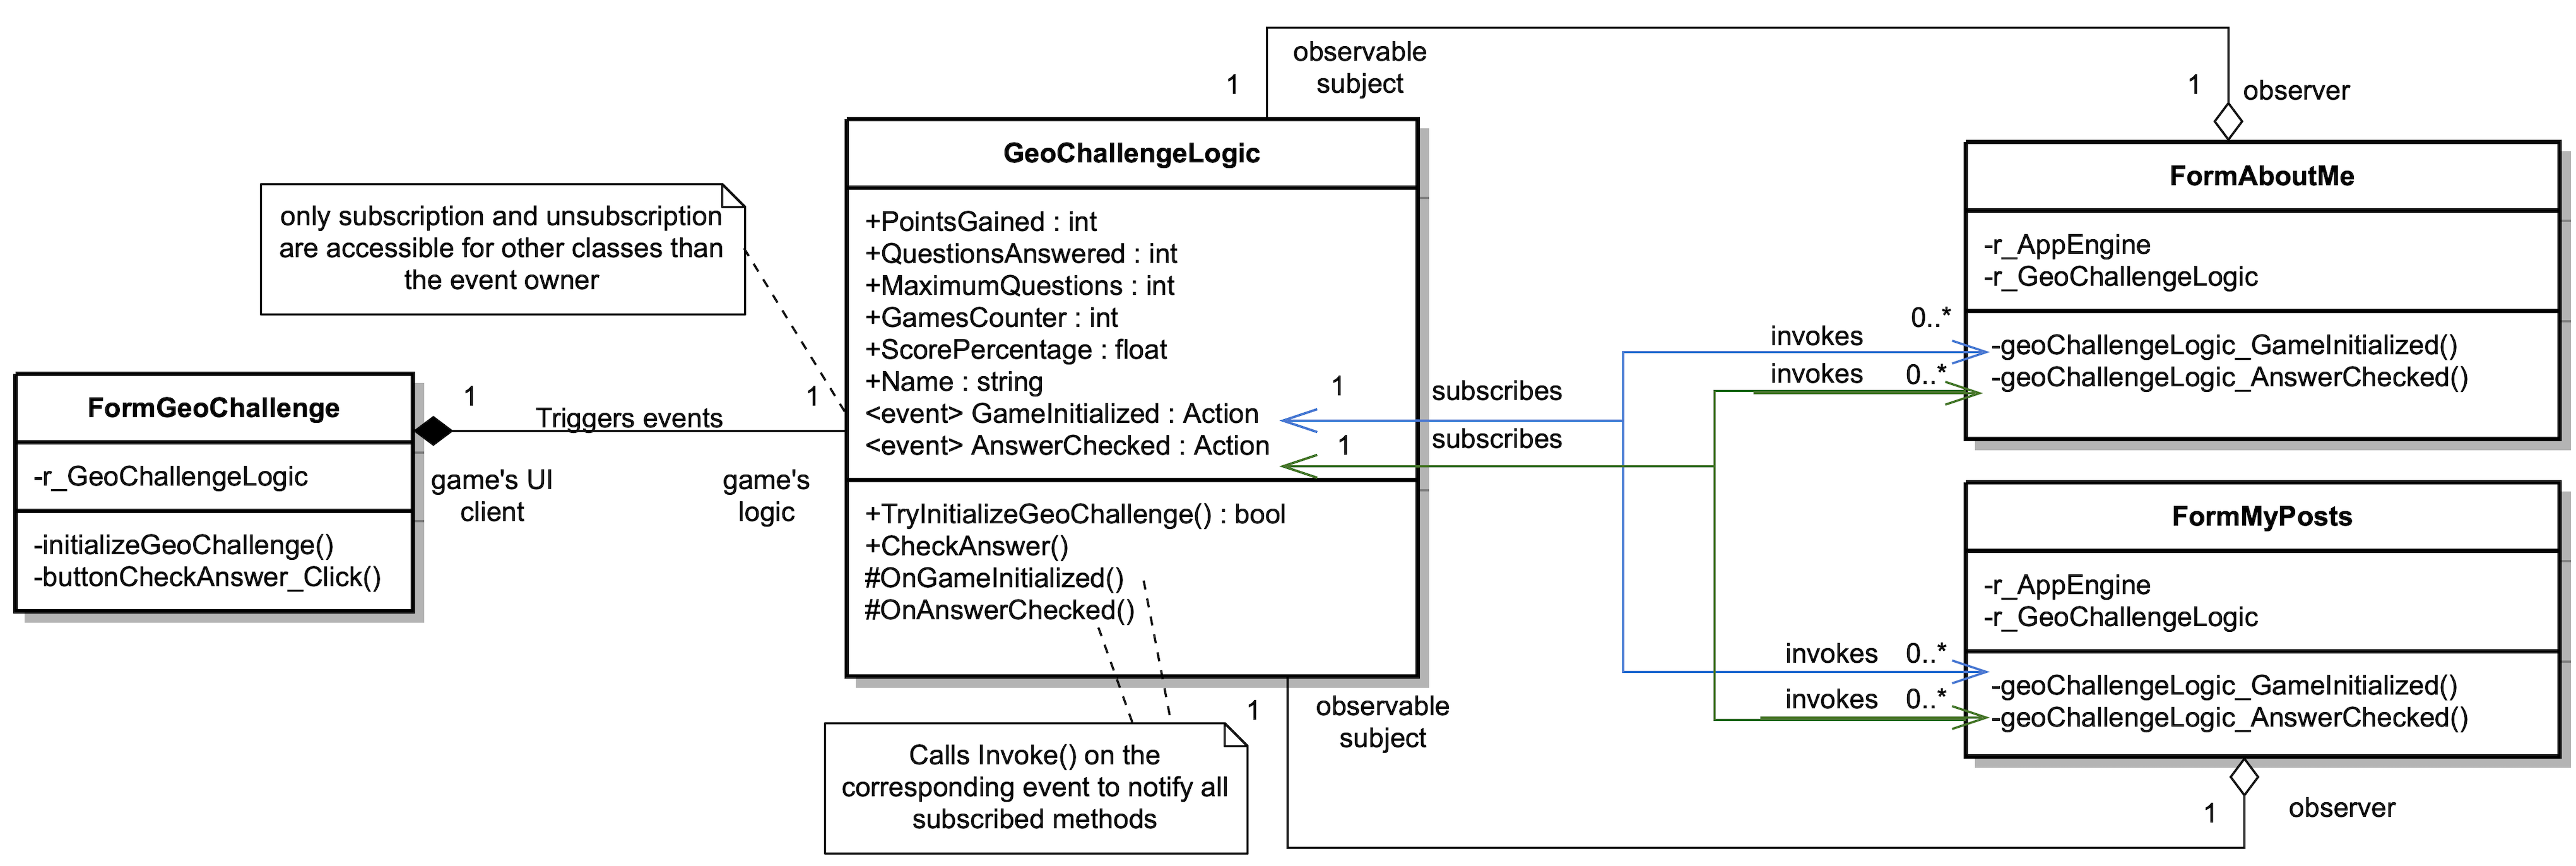 observable
subject
1
1
observer
GeoChallengeLogic
FormAboutMe
only subscription and unsubscription
are accessible for other classes than
the event owner
+PointsGained : int
+QuestionsAnswered : int
+MaximumQuestions : int
+GamesCounter : int
+ScorePercentage : float
+Name : string
<event> GameInitialized : Action
<event> AnswerChecked : Action
-r_AppEngine
-r_GeoChallengeLogic
0..*
invokes
-geoChallengeLogic_GameInitialized()
invokes
0..*
-geoChallengeLogic_AnswerChecked()
1
subscribes
1
subscribes
FormGeoChallenge
1
Triggers events
1
-r_GeoChallengeLogic
game's UI
client
game's
logic
-initializeGeoChallenge()
-buttonCheckAnswer_Click()
+TryInitializeGeoChallenge() : bool
+CheckAnswer()
#OnGameInitialized()
#OnAnswerChecked()
FormMyPosts
-r_AppEngine
-r_GeoChallengeLogic
invokes
0..*
-geoChallengeLogic_GameInitialized()
invokes
0..*
-geoChallengeLogic_AnswerChecked()
1
observable
subject
Calls Invoke() on the
corresponding event to notify all
subscribed methods
1
observer